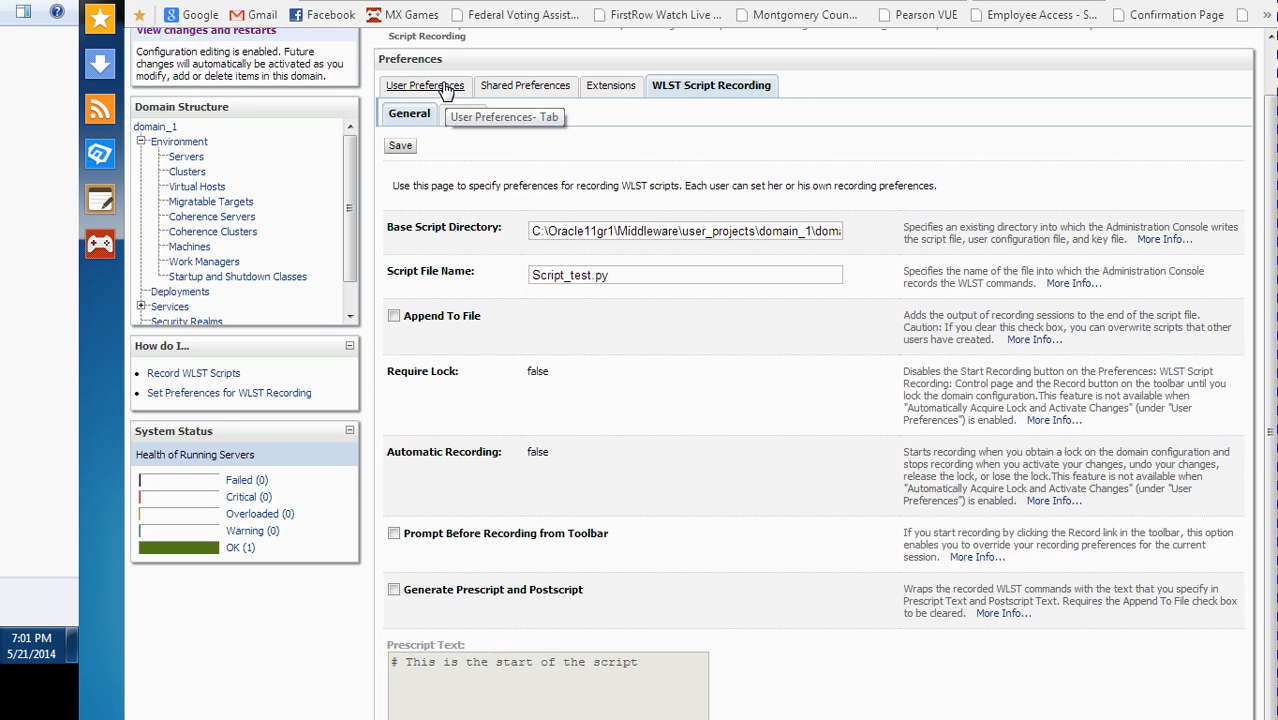 Google
Gmail
Facebook
MX Games
Federal Voting Assist...
FirstRow Watch Live ...
Montgomery, Coun...
Pearson VUE
Employee Access - S...
Confirmation Page
»
View changes and restarts
Configuration editing is enabled. Future
changes will automatically be activated as you
modify, add or delete items in this domain.
Domain Structure
domain_1
Environment
Servers
Clusters
Virtual Hosts
Migratable Targets
Coherence Servers
Coherence Clusters
Machines
Work Managers
Startup and Shutdown Classes
Deployments
Services
Security Realms
How do I...
Record WLST Scripts
Set Preferences for WLST Recording
System Status
Health of Running Servers
Failed (0)
Critical (0)
Overloaded (0)
Warning (0)
OK (1)
7:01 PM
5/21/2014
Script Recording
Preferences
User Preferences
Shared Preferences
Extensions
WLST Script Recording
General
User Preferences- Tab
Save
Use this page to specify preferences for recording WLST scripts. Each user can set her or his own recording preferences.
Base Script Directory:
C:\Oracle11gr1\Middleware\user_projects\domain_1\doma
Specifies an existing directory into which the Administration Console writes
the script file, user configuration file, and key file. More Info...
Script File Name:
Script_test.py
Specifies the name of the file into which the Administration Console
records the WLST commands. More Info...
Append To File
Adds the output of recording sessions to the end of the script file.
Caution: If you clear this check box, you can overwrite scripts that other
users have created. More Info...
Require Lock:
false
Disables the Start Recording button on the Preferences: WLST Script
Recording: Control page and the Record button on the toolbar until you
lock the domain configuration.This feature is not available when
"Automatically Acquire Lock and Activate Changes" (under "User
Preferences") is enabled. More Info...
Automatic Recording:
false
Starts recording when you obtain a lock on the domain configuration and
stops recording when you activate your changes, undo your changes,
release the lock, or lose the lock.This feature is not available when
"Automatically Acquire Lock and Activate Changes" (under "User
Preferences") is enabled. More Info...
Prompt Before Recording from Toolbar
If you start recording by clicking the Record link in the toolbar, this option
enables you to override your recording preferences for the current
session. More Info...
Generate Prescript and Postscript
Wraps the recorded WLST commands with the text that you specify in
Prescript Text and Postscript Text. Requires the Append To File check box
to be cleared. More Info...
Prescript Text:
# This is the start of the script